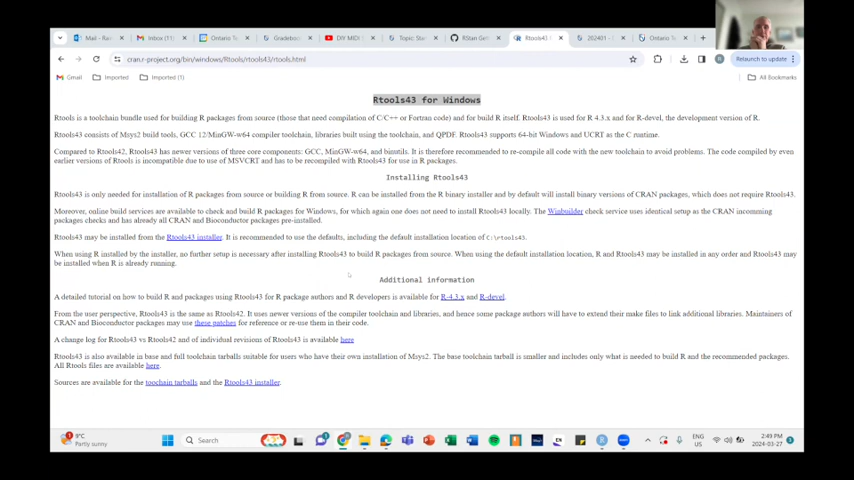 Mail - Ra
Inbox (11)
Ontario T
Gradeboo
DIY MIDI
Topic: Sta
RStan Get
Rtools43
202401 -
Ontario Te
cran.r-project.org/bin/windows/Rtools/rtools43/rtools.html
Relaunch to update
Gmail
Imported
Imported (1)
All Bookmarks
Rtools43 for Windows
Rtools is a toolchain bundle used for building R packages from source (those that need compilation of C/C++ or Fortran code) and for build R itself. Rtools43 is used for R 4.3.x and for R-devel, the development version of R.
Rtools43 consists of Msys2 build tools, GCC 12/MinGW-w64 compiler toolchain, libraries built using the toolchain, and QPDF. Rtools43 supports 64-bit Windows and UCRT as the C runtime.
Compared to Rtools42, Rtools43 has newer versions of three core components: GCC, MinGW-w64, and binutils. It is therefore recommended to re-compile all code with the new toolchain to avoid problems. The code compiled by even
earlier versions of Rtools is incompatible due to use of MSVCRT and has to be recompiled with Rtools43 for use in R packages.
Installing Rtools43
Rtools43 is only needed for installation of R packages from source or building R from source. R can be installed from the R binary installer and by default will install binary versions of CRAN packages, which does not require Rtools43.
Moreover, online build services are available to check and build R packages for Windows, for which again one does not need to install Rtools43 locally. The Winbuilder check service uses identical setup as the CRAN incomming
packages checks and has already all CRAN and Bioconductor packages pre-installed.
Rtools43 may be installed from the Rtools43 installer. It is recommended to use the defaults, including the default installation location of C:\rtools43.
When using R installed by the installer, no further setup is necessary after installing Rtools43 to build R packages from source. When using the default installation location, R and Rtools43 may be installed in any order and Rtools43 may
be installed when R is already running.
Additional information
A detailed tutorial on how to build R and packages using Rtools43 for R package authors and R developers is available for R-4.3.x and R-devel.
From the user perspective, Rtools43 is the same as Rtools42. It uses newer versions of the compiler toolchain and libraries, and hence some package authors will have to extend their make files to link additional libraries. Maintainers of
CRAN and Bioconductor packages may use these patches for reference or re-use them in their code.
A change log for Rtools43 vs Rtools42 and of individual revisions of Rtools43 is available here
Rtools43 is also available in base and full toolchain tarballs suitable for users who have their own installation of Msys2. The base toolchain tarball is smaller and includes only what is needed to build R and the recommended packages.
All Rtools files are available here.
Sources are available for the toochain tarballs and the Rtools43 installer.
9°C
Partly sunny
Search
ENG
US
2:49 PM
2024-03-27